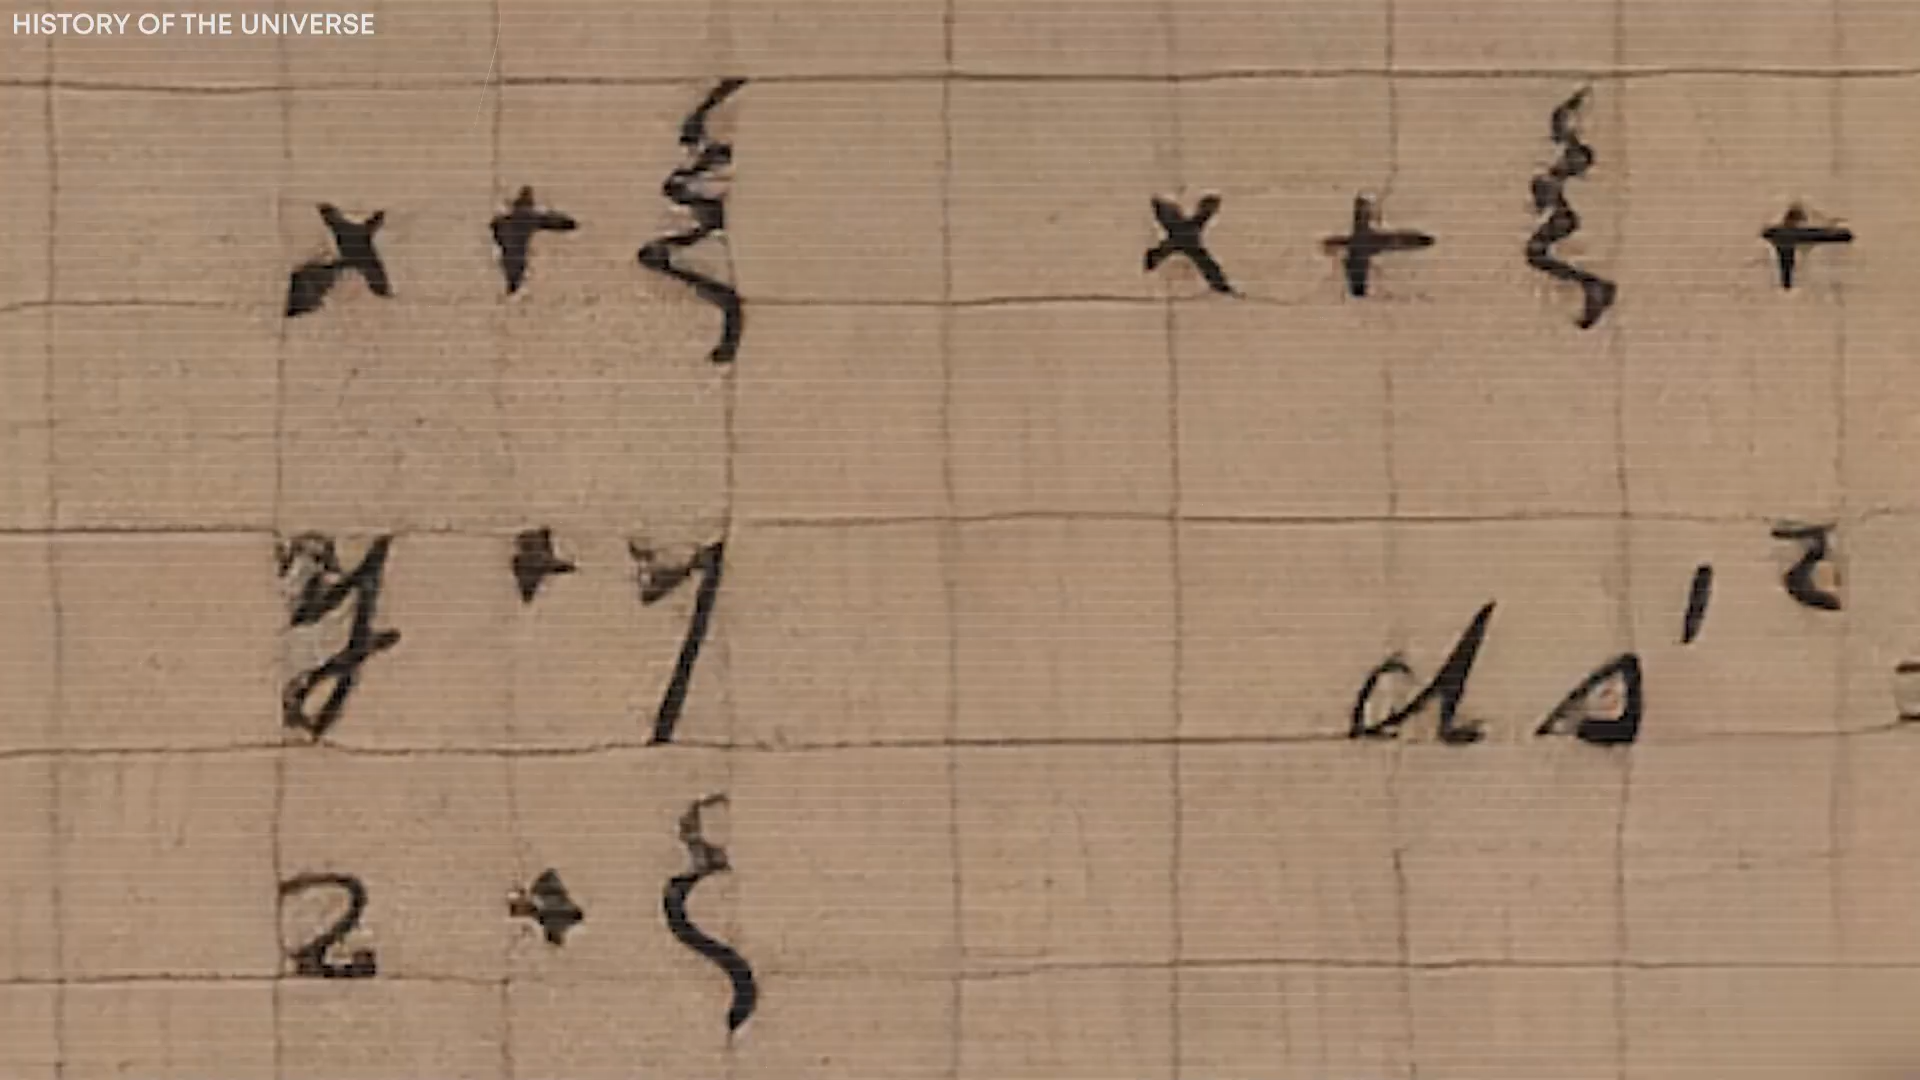 HISTORY OF THE UNIVERSE
x + ξ x + ξ +
y + η
ds'² =
z + ζ